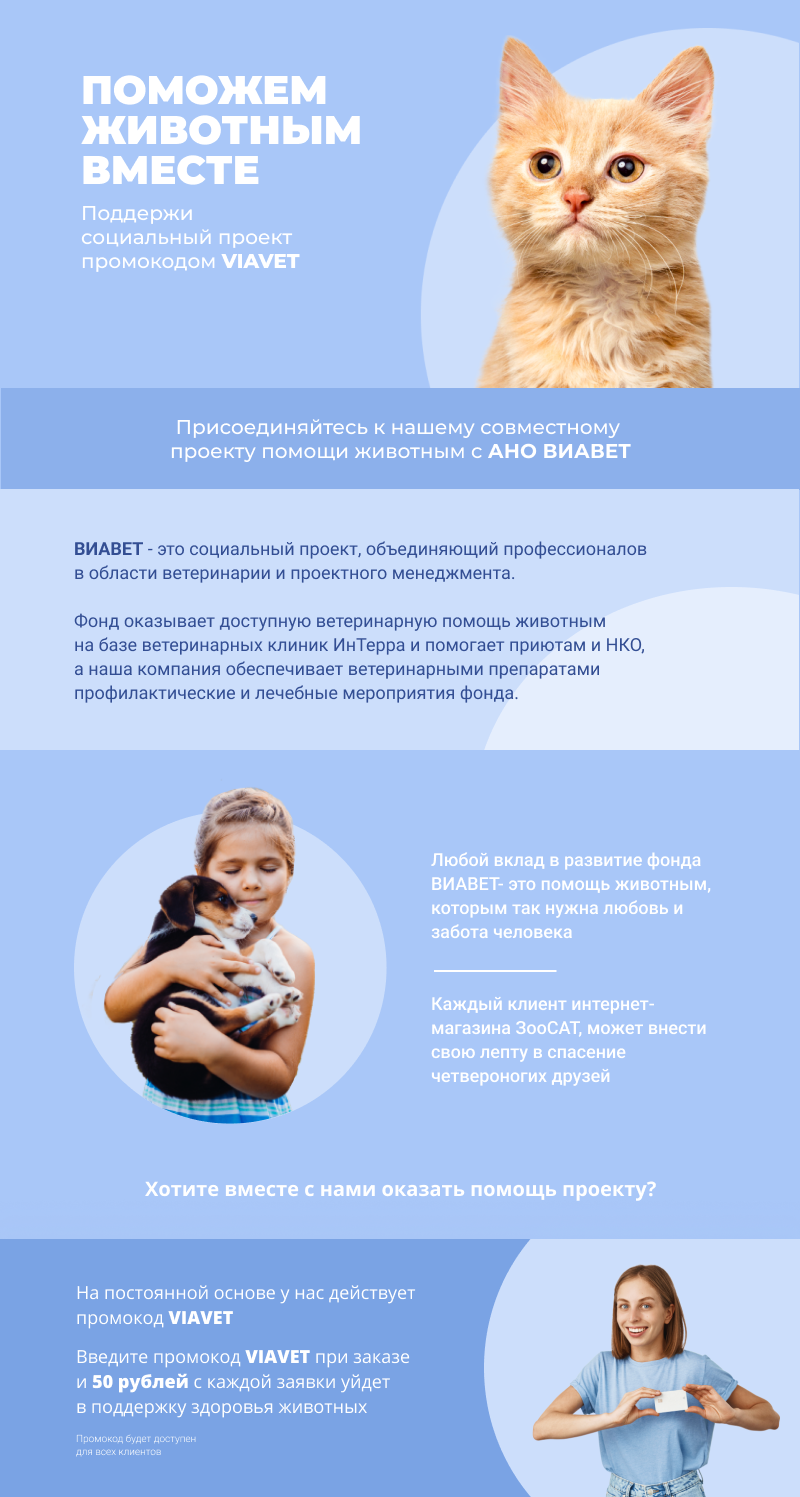 ПОМОЖЕМ
ЖИВОТНЫМ
ВМЕСТЕ
Поддержи
социальный проект
промокодом VIAVET
Присоединяйтесь к нашему совместному
проекту помощи животным с АНО ВИАВЕТ
ВИАВЕТ - это социальный проект, объединяющий профессионалов
в области ветеринарии и проектного менеджмента.
Фонд оказывает доступную ветеринарную помощь животным
на базе ветеринарных клиник ИнТерра и помогает приютам и НКО,
а наша компания обеспечивает ветеринарными препаратами
профилактические и лечебные мероприятия фонда.
Любой вклад в развитие фонда
ВИАВЕТ- это помощь животным,
которым так нужна любовь и
забота человека
Каждый клиент интернет-
магазина ЗооСАТ, может внести
свою лепту в спасение
четвероногих друзей
Хотите вместе с нами оказать помощь проекту?
На постоянной основе у нас действует
промокод VIAVET
Введите промокод VIAVET при заказе
и 50 рублей с каждой заявки уйдет
в поддержку здоровья животных
Промокод будет доступен
для всех клиентов